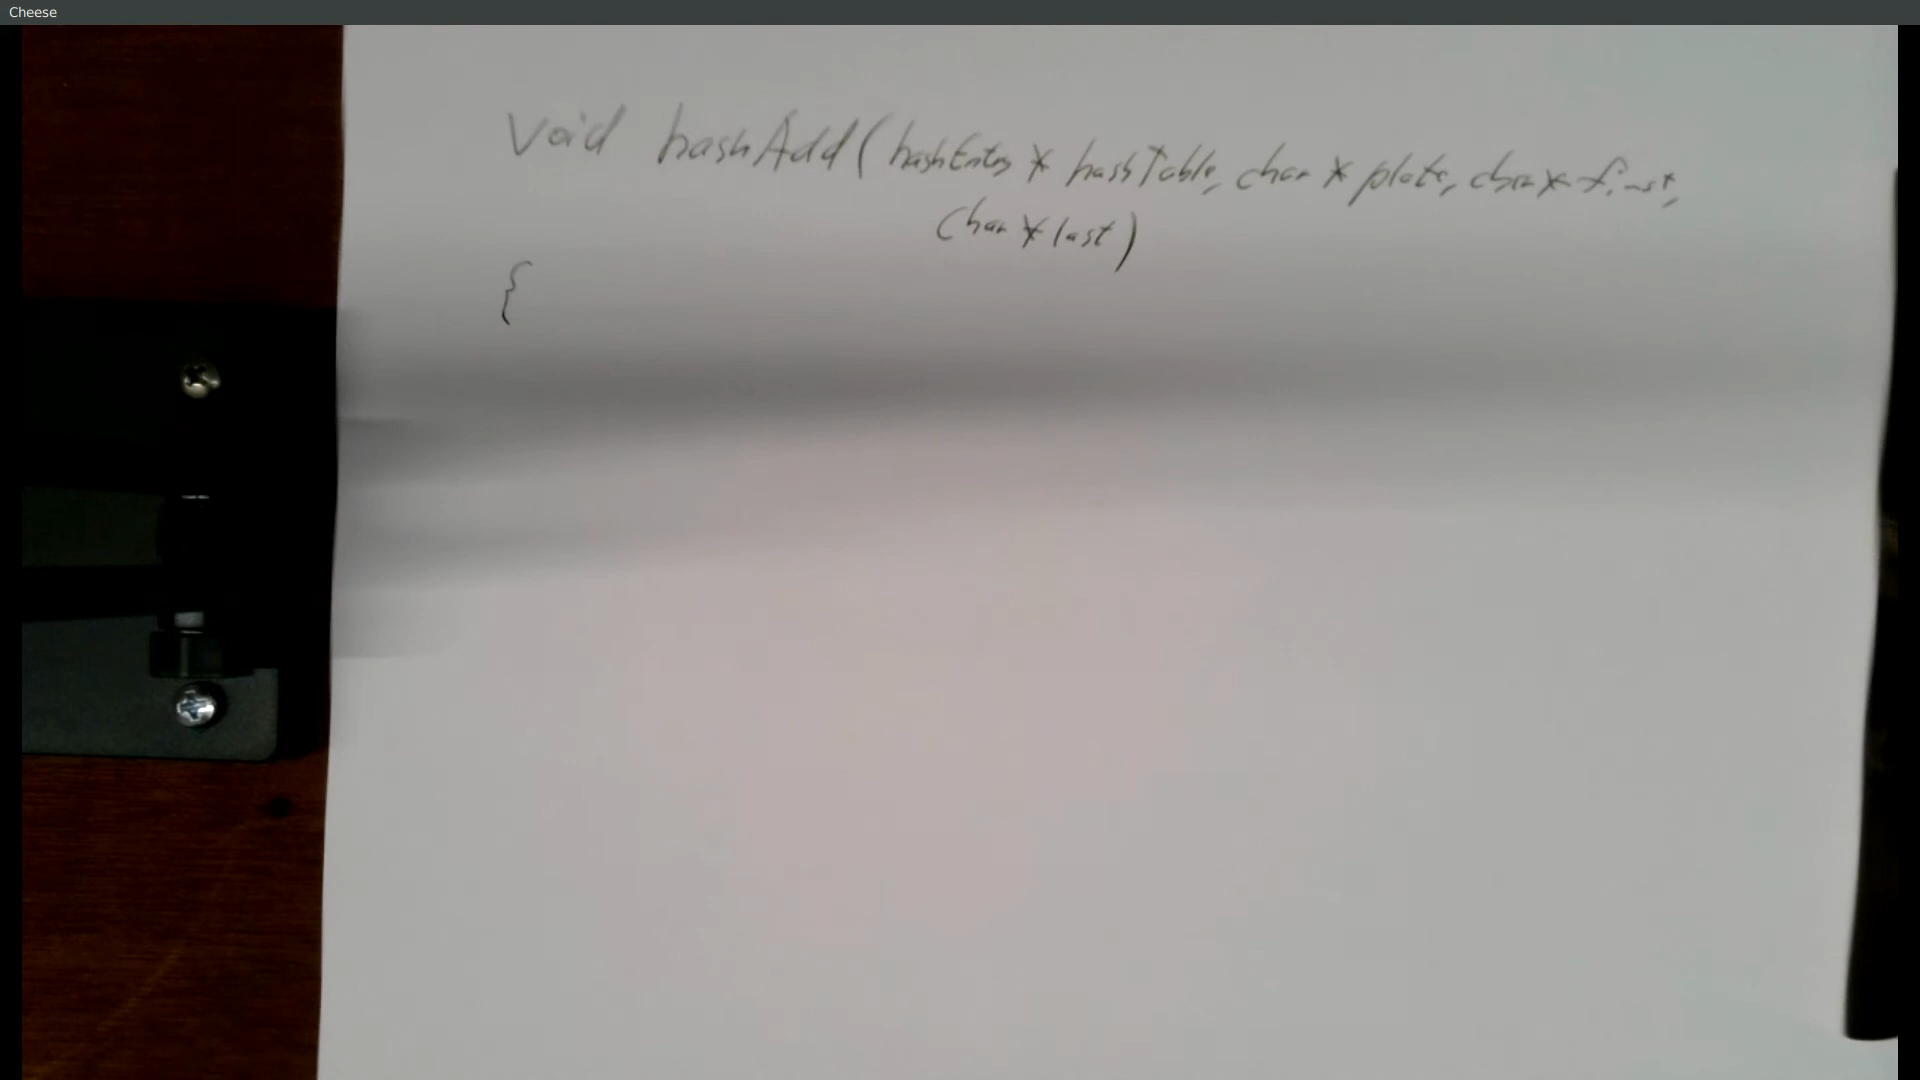 Cheese
Void hashAdd(hashEntry * hashTable, char * plate, char * first,
char * last)
{